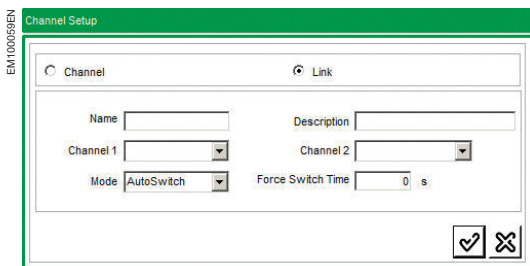 EM100059EN
Channel Setup
Channel Link
Name Description
Channel 1 Channel 2
Mode AutoSwitch Force Switch Time 0 s